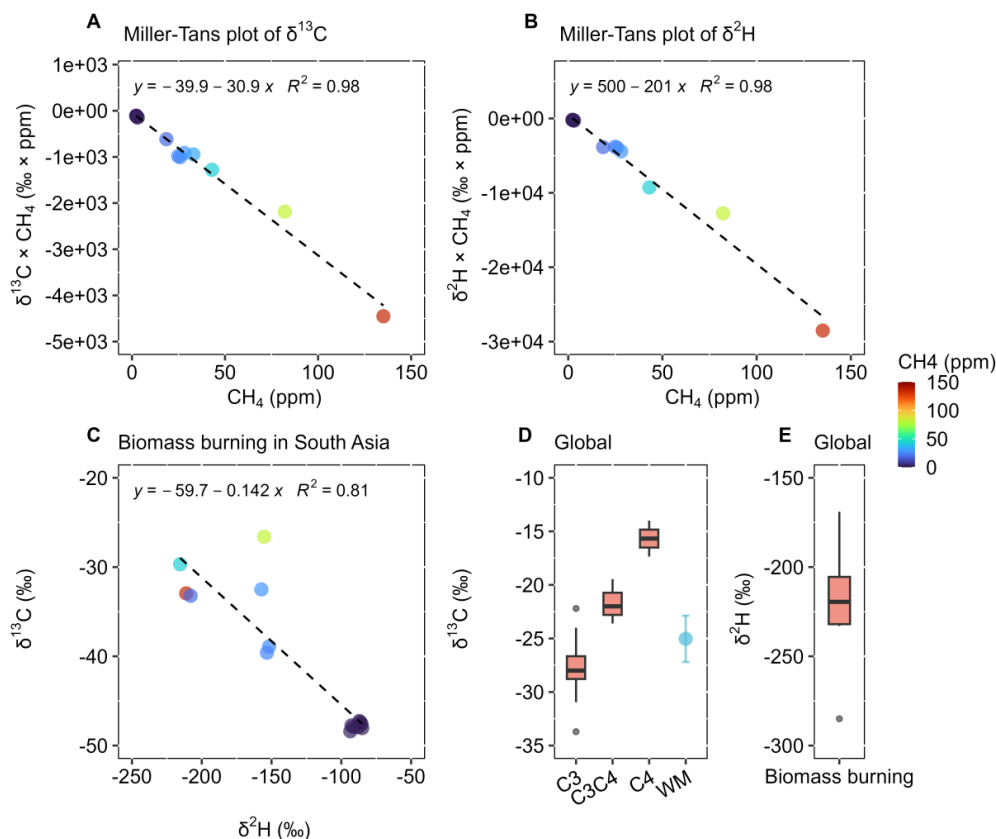 A Miller-Tans plot of δ¹³C
y = − 39.9 − 30.9 x R² = 0.98
1e+03
0e+00
-1e+03
-2e+03
-3e+03
-4e+03
-5e+03
δ¹³C × CH₄ (‰ × ppm)
0 50 100 150
CH₄ (ppm)
B Miller-Tans plot of δ²H
y = 500 − 201 x R² = 0.98
0e+00
-1e+04
-2e+04
-3e+04
δ²H × CH₄ (‰ × ppm)
0 50 100 150
CH₄ (ppm)
CH4 (ppm)
150
100
50
0
C Biomass burning in South Asia
y = − 59.7 − 0.142 x R² = 0.81
-20
-30
-40
-50
δ¹³C (‰)
-250 -200 -150 -100 -50
δ²H (‰)
D Global
-10
-15
-20
-25
-30
-35
δ¹³C (‰)
C3 C3C4 C4 WM
E Global
-150
-200
-250
-300
δ²H (‰)
Biomass burning